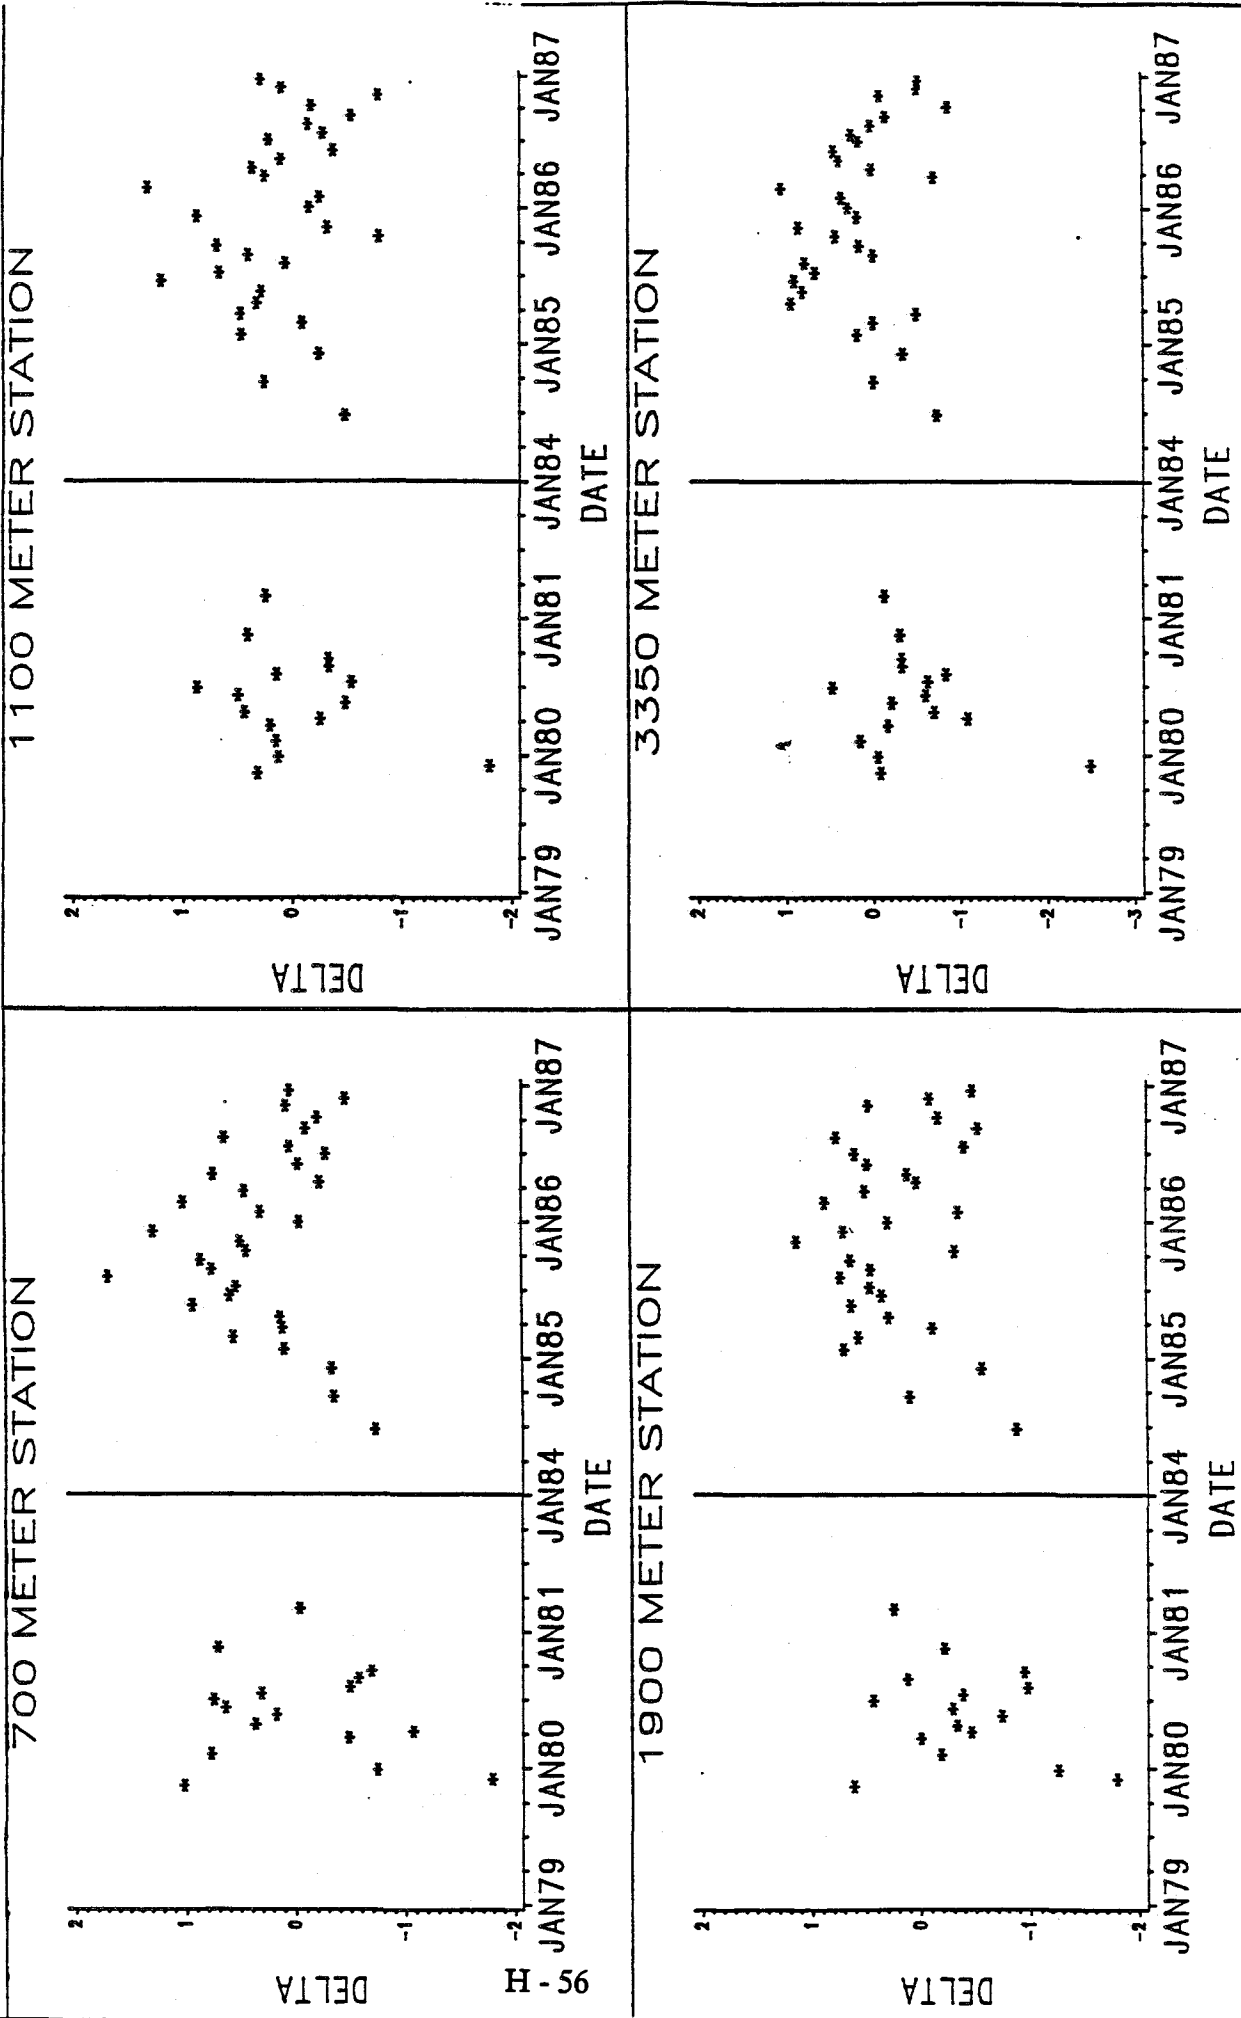 700 METER STATION
DELTA
2
1
0
-1
-2
JAN79 JAN80 JAN81 JAN84 JAN85 JAN86 JAN87
DATE
1100 METER STATION
DELTA
2
1
0
-1
-2
JAN79 JAN80 JAN81 JAN84 JAN85 JAN86 JAN87
DATE
1900 METER STATION
DELTA
2
1
0
-1
-2
JAN79 JAN80 JAN81 JAN84 JAN85 JAN86 JAN87
DATE
3350 METER STATION
DELTA
2
1
0
-1
-2
-3
JAN79 JAN80 JAN81 JAN84 JAN85 JAN86 JAN87
DATE
H - 56